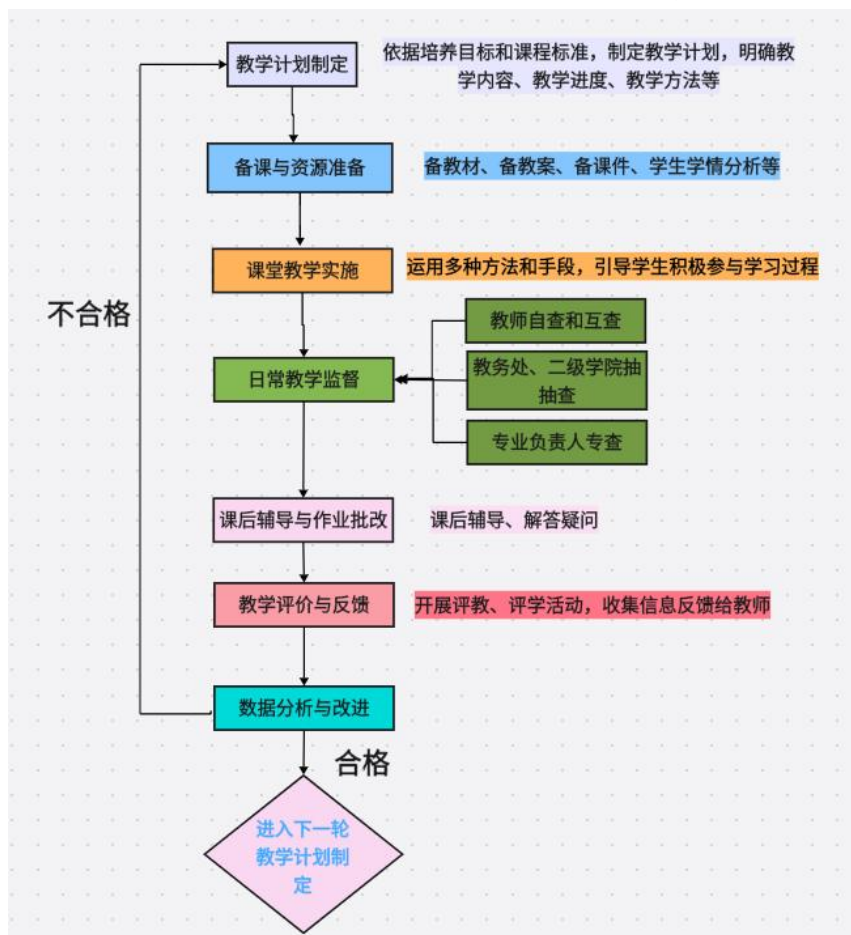 教学计划制定
依据培养目标和课程标准，制定教学计划，明确教
学内容、教学进度、教学方法等
备课与资源准备
备教材、备教案、备课件、学生学情分析等
课堂教学实施
运用多种方法和手段，引导学生积极参与学习过程
不合格
教师自查和互查
日常教学监督
教务处、二级学院抽
抽查
专业负责人专查
课后辅导与作业批改
课后辅导、解答疑问
教学评价与反馈
开展评教、评学活动，收集信息反馈给教师
数据分析与改进
合格
进入下一轮
教学计划制
定